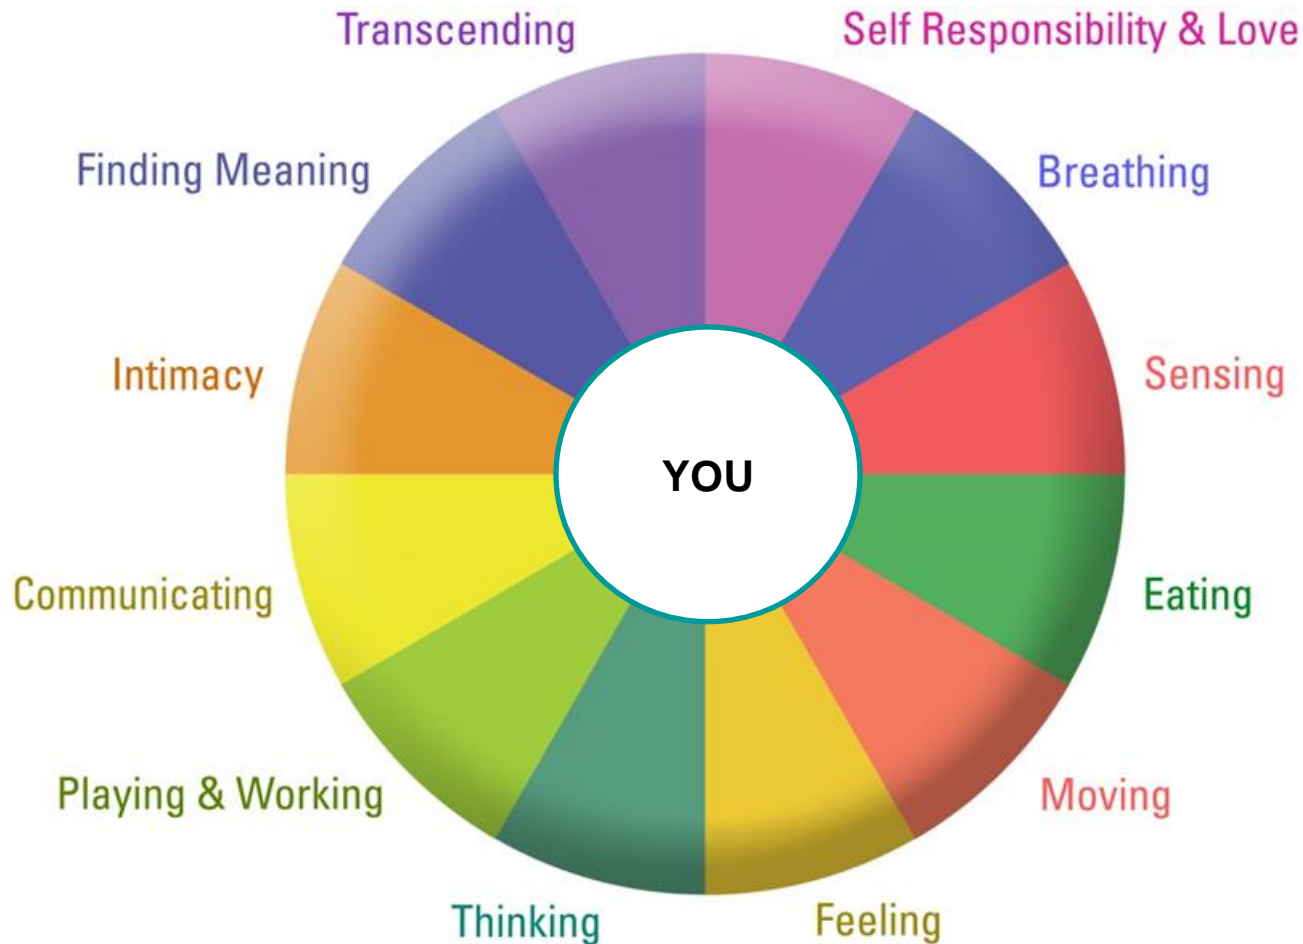 Transcending
Self Responsibility & Love
Finding Meaning
Breathing
Intimacy
Sensing
YOU
Communicating
Eating
Playing & Working
Moving
Thinking
Feeling